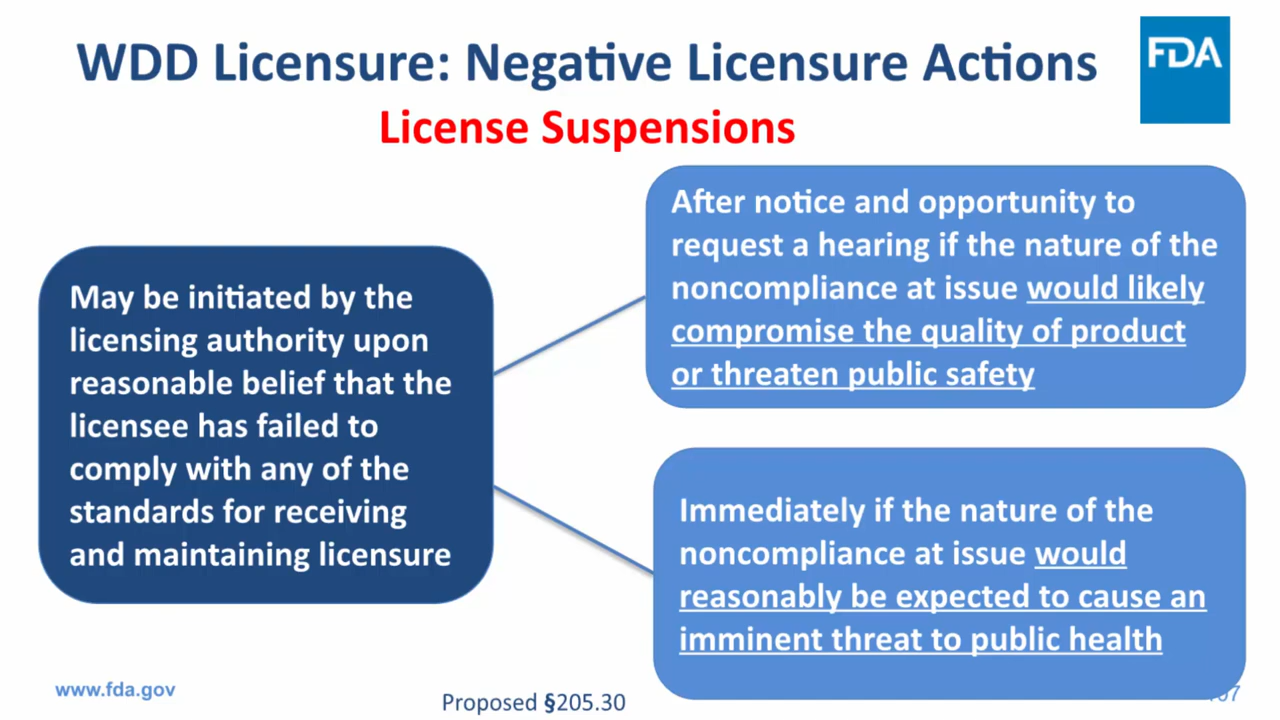 WDD Licensure: Negative Licensure Actions
FDA
License Suspensions
May be initiated by the
licensing authority upon
reasonable belief that the
licensee has failed to
comply with any of the
standards for receiving
and maintaining licensure
After notice and opportunity to
request a hearing if the nature of the
noncompliance at issue would likely
compromise the quality of product
or threaten public safety
Immediately if the nature of the
noncompliance at issue would
reasonably be expected to cause an
imminent threat to public health
www.fda.gov
Proposed §205.30